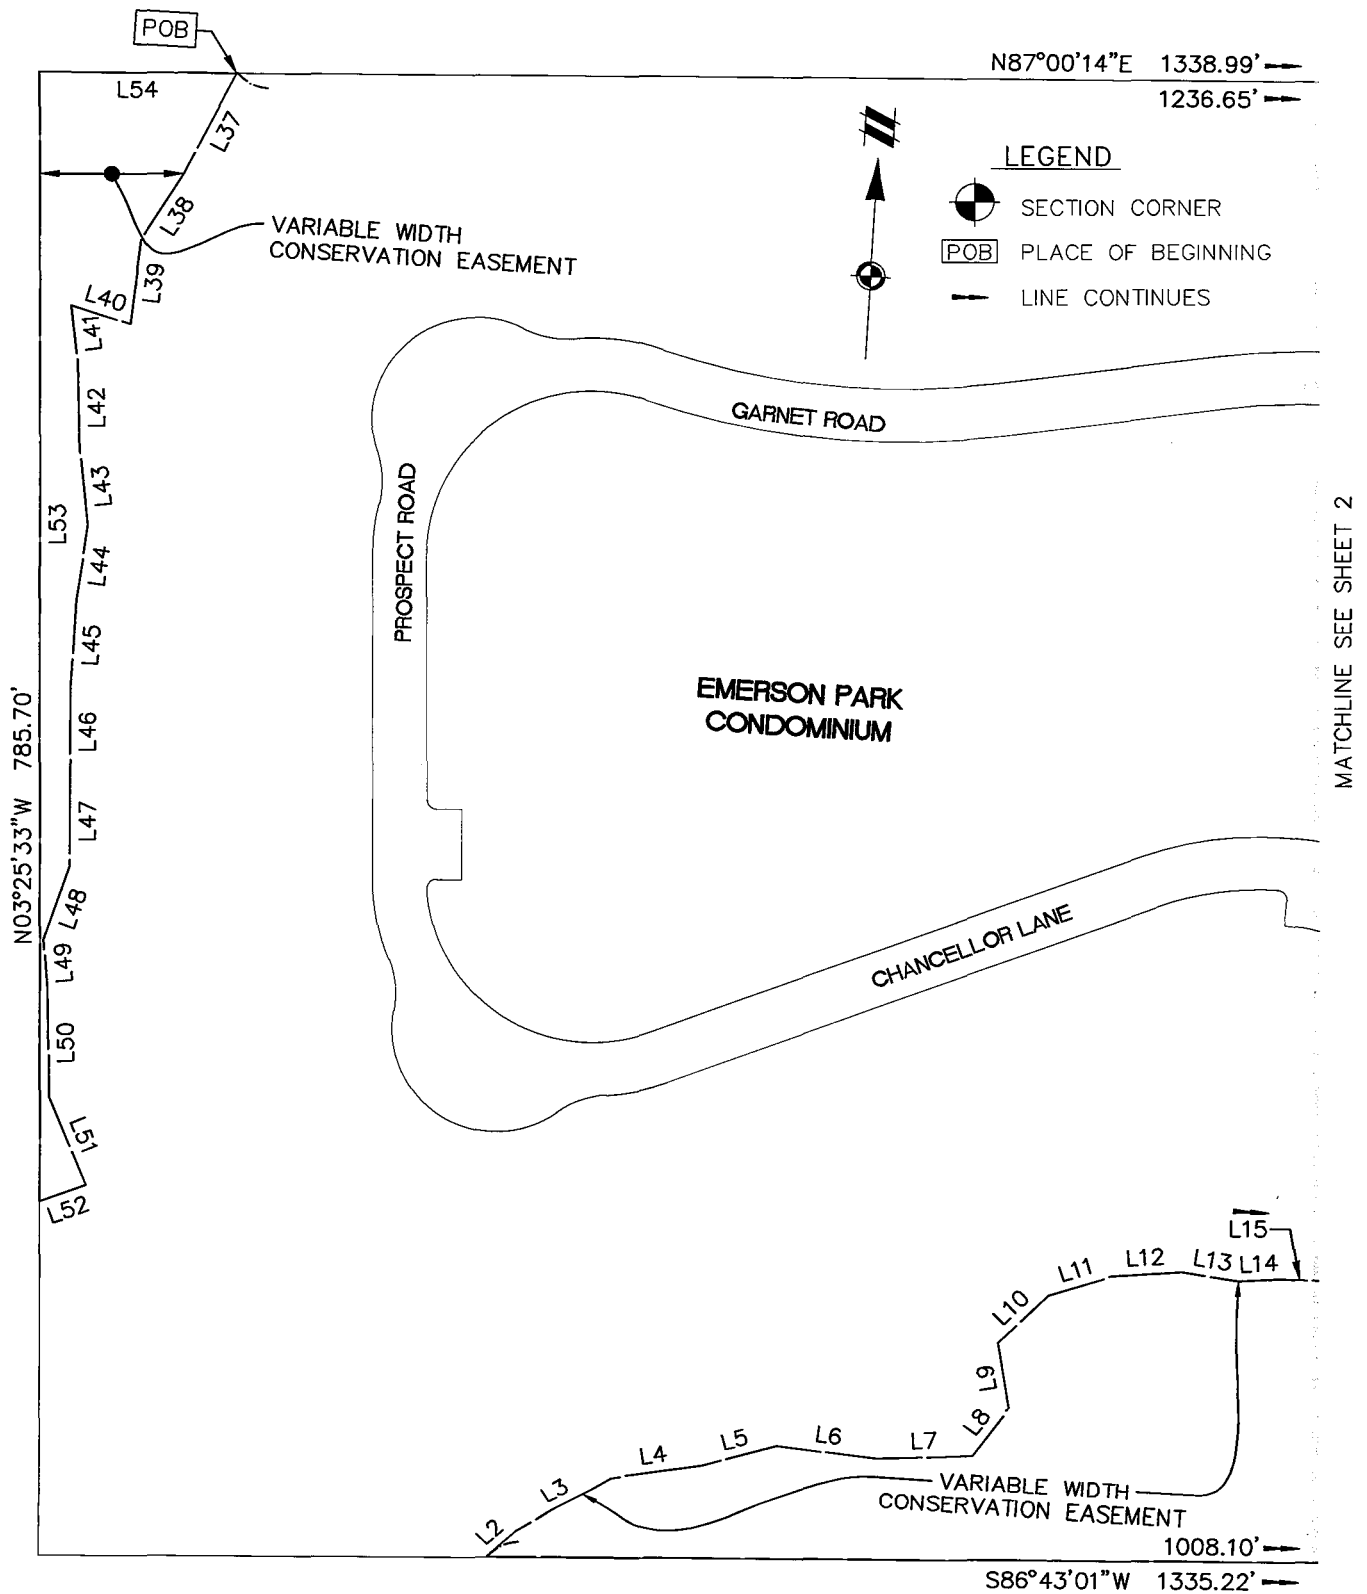 POB
N87°00'14"E 1338.99'
1236.65'
L54
L37
LEGEND
SECTION CORNER
POB PLACE OF BEGINNING
LINE CONTINUES
L38
VARIABLE WIDTH
CONSERVATION EASEMENT
L39
L40
L41
L42
GARNET ROAD
L43
PROSPECT ROAD
L53
L44
MATCHLINE SEE SHEET 2
L45
EMERSON PARK
CONDOMINIUM
L46
N03°25'33"W 785.70'
L47
L48
CHANCELLOR LANE
L49
L50
L51
L52
L15
L14
L13
L12
L11
L10
L9
L8
L7
L6
L5
L4
L3
L2
VARIABLE WIDTH
CONSERVATION EASEMENT
1008.10'
S86°43'01"W 1335.22'